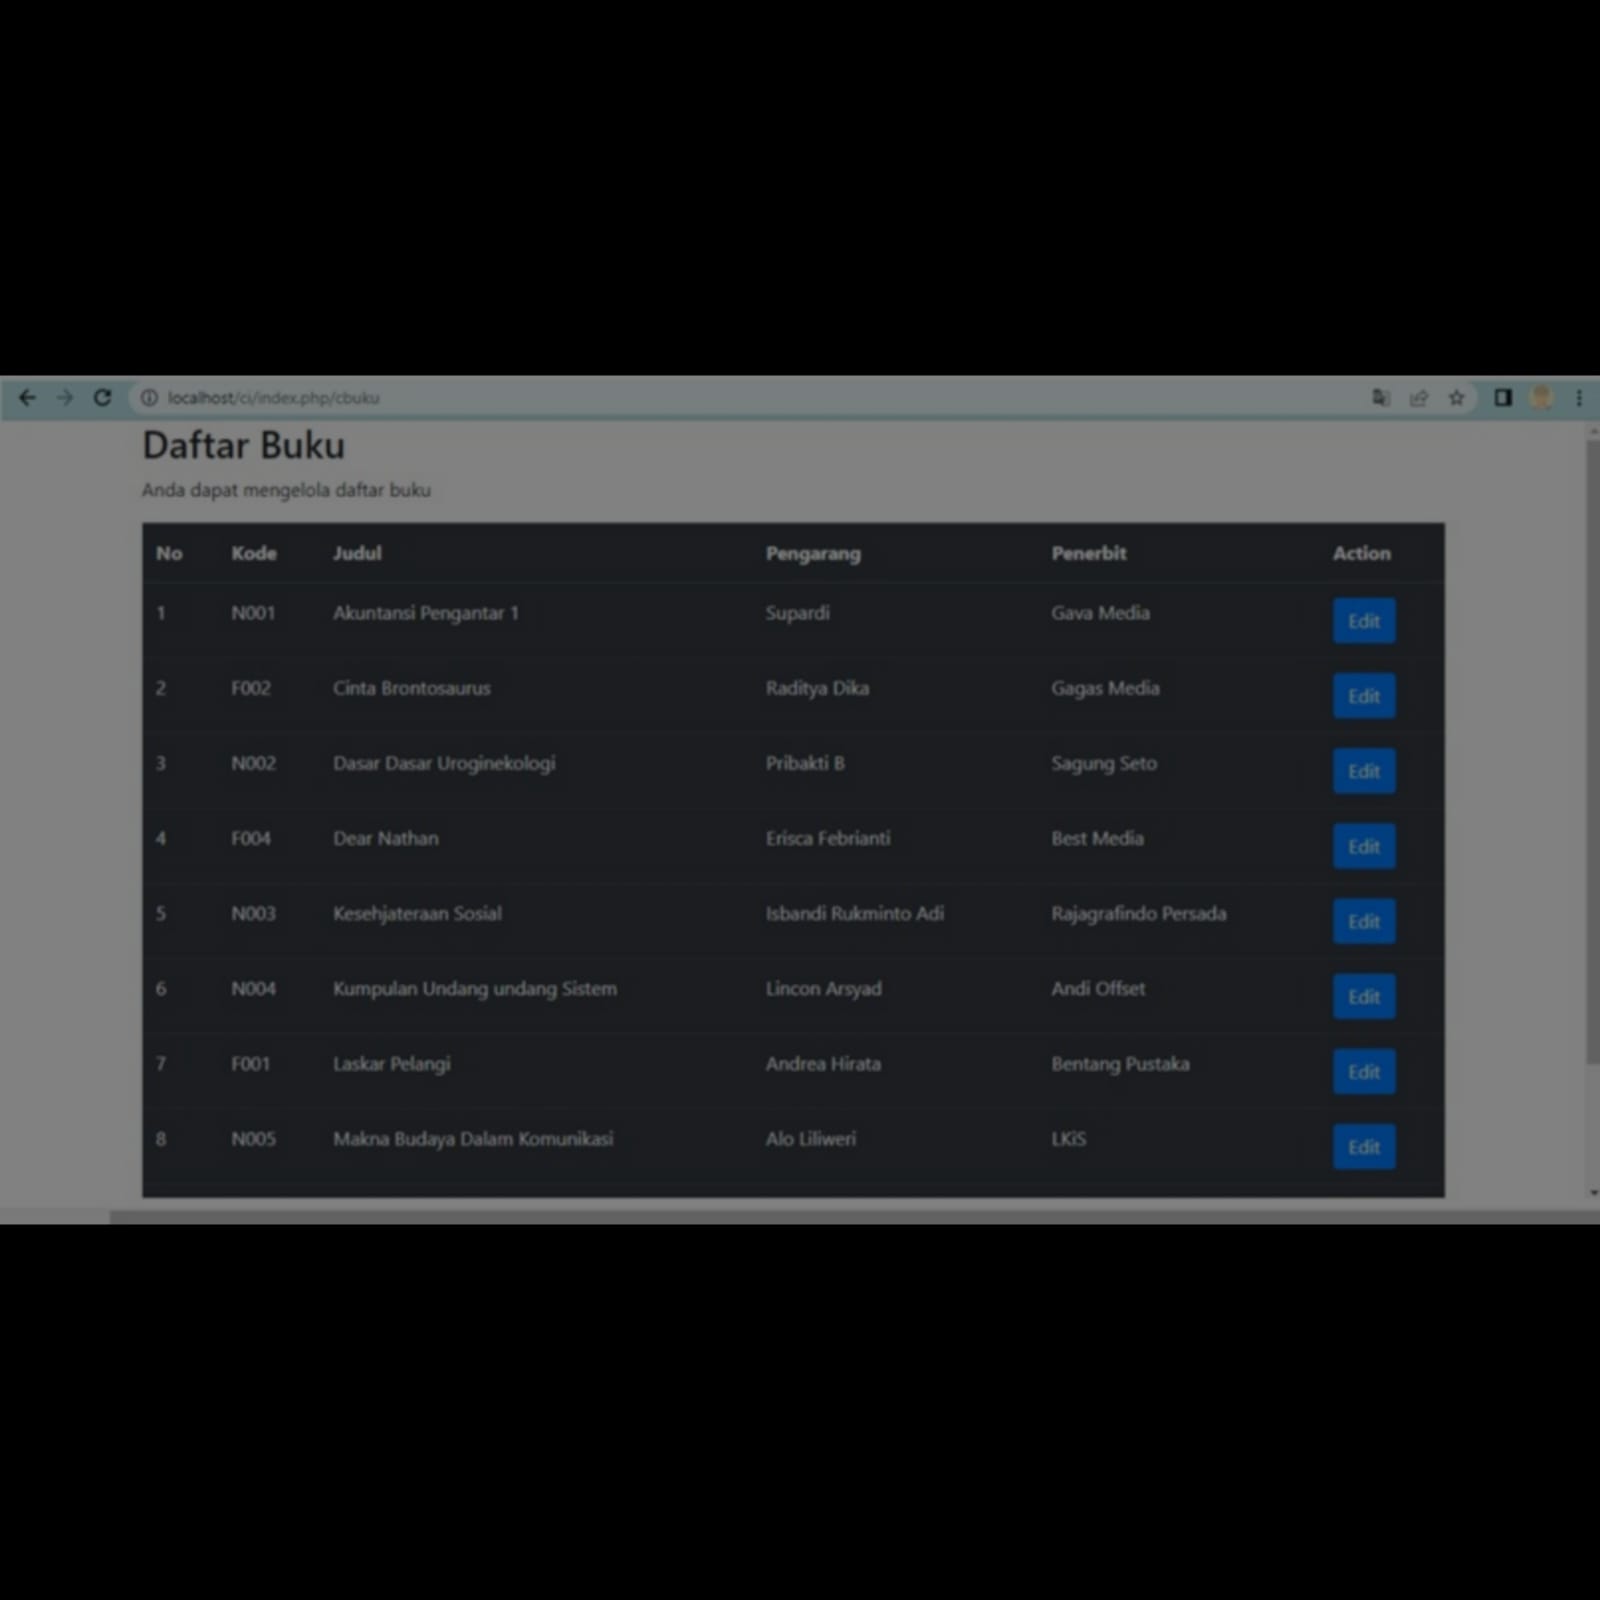 localhost/ci/index.php/cbuku
Daftar Buku
Anda dapat mengelola daftar buku
No Kode Judul Pengarang Penerbit Action
1 N001 Akuntansi Pengantar 1 Supardi Gava Media Edit
2 F002 Cinta Brontosaurus Raditya Dika Gagas Media Edit
3 N002 Dasar Dasar Uroginekologi Pribakti B Sagung Seto Edit
4 F004 Dear Nathan Erisca Febrianti Best Media Edit
5 N003 Kesehjateraan Sosial Isbandi Rukminto Adi Rajagrafindo Persada Edit
6 N004 Kumpulan Undang undang Sistem Lincon Arsyad Andi Offset Edit
7 F001 Laskar Pelangi Andrea Hirata Bentang Pustaka Edit
8 N005 Makna Budaya Dalam Komunikasi Alo Liliweri LKiS Edit